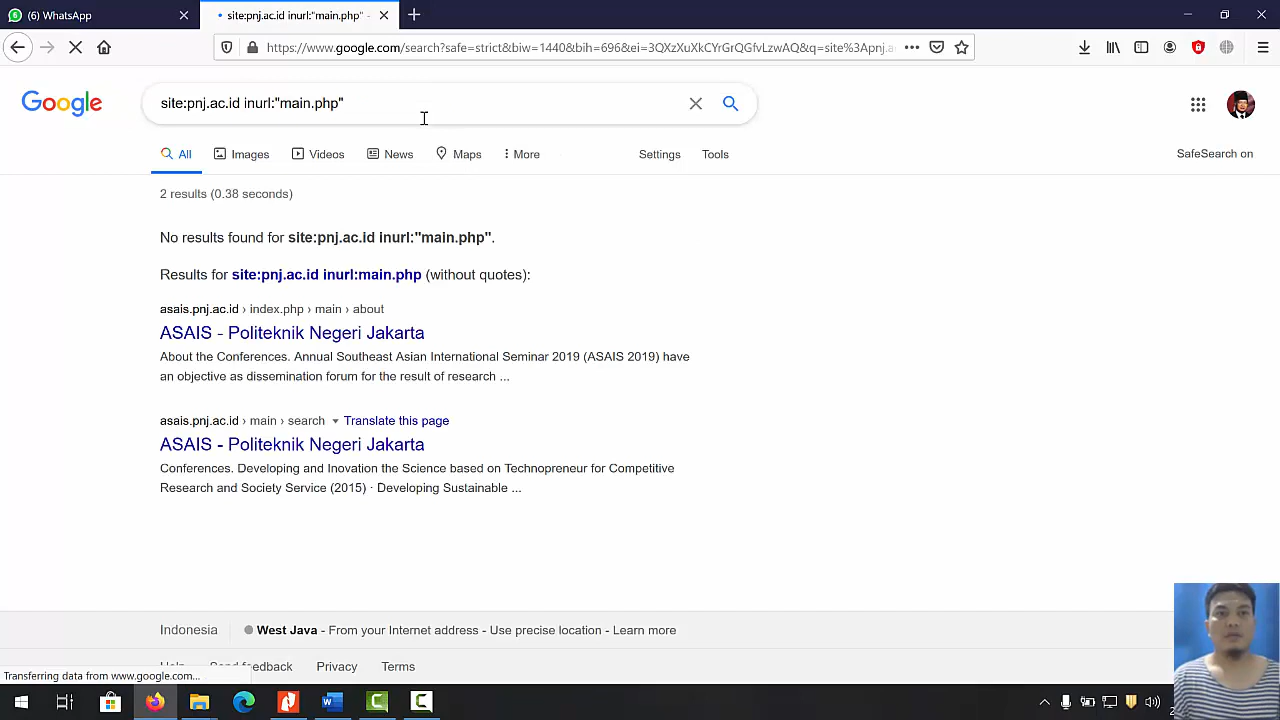 (6) WhatsApp
site:pnj.ac.id inurl:"main.php" -
https://www.google.com/search?safe=strict&biw=1440&bih=696&ei=3QXzXuXkCYrGrQGfvLzwAQ&q=site%3Apnj.a
Google
site:pnj.ac.id inurl:"main.php"
All
Images
Videos
News
Maps
More
Settings
Tools
SafeSearch on
2 results (0.38 seconds)
No results found for site:pnj.ac.id inurl:"main.php".
Results for site:pnj.ac.id inurl:main.php (without quotes):
asais.pnj.ac.id › index.php › main › about
ASAIS - Politeknik Negeri Jakarta
About the Conferences. Annual Southeast Asian International Seminar 2019 (ASAIS 2019) have
an objective as dissemination forum for the result of research ...
asais.pnj.ac.id › main › search Translate this page
ASAIS - Politeknik Negeri Jakarta
Conferences. Developing and Inovation the Science based on Technopreneur for Competitive
Research and Society Service (2015) · Developing Sustainable ...
Indonesia
West Java - From your Internet address - Use precise location - Learn more
Help Send feedback Privacy Terms
Transferring data from www.google.com...